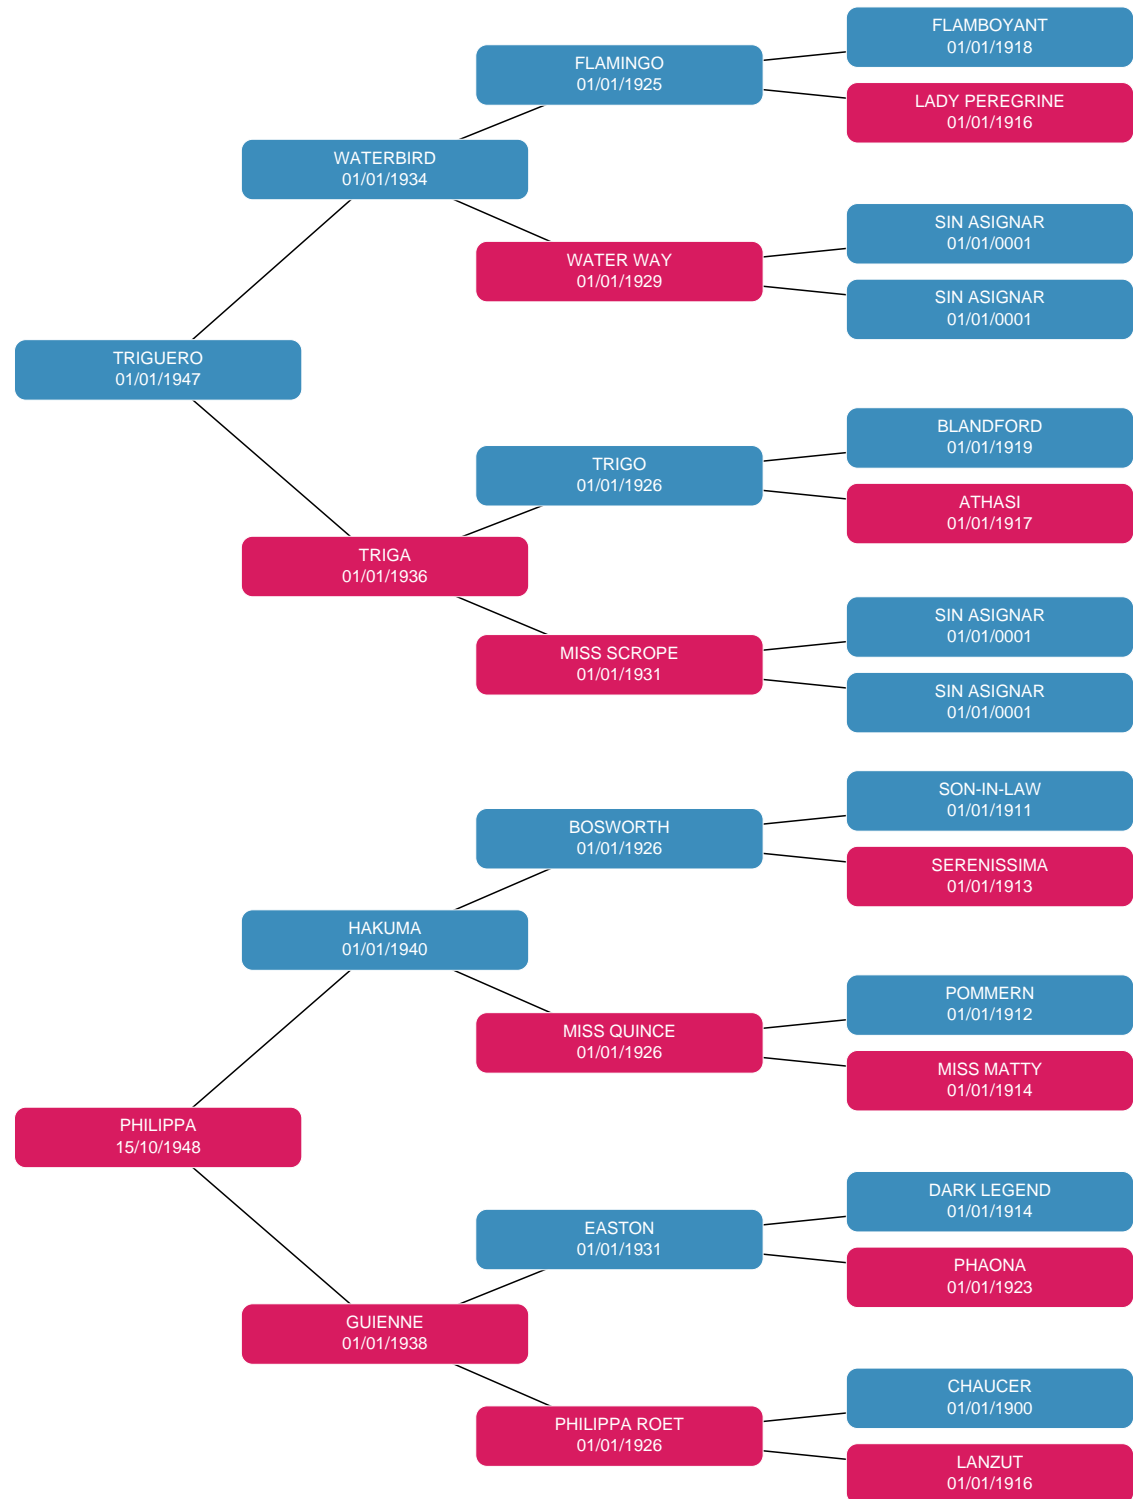 FLAMBOYANT
01/01/1918
FLAMINGO
01/01/1925
LADY PEREGRINE
01/01/1916
WATERBIRD
01/01/1934
SIN ASIGNAR
01/01/0001
WATER WAY
01/01/1929
SIN ASIGNAR
01/01/0001
TRIGUERO
01/01/1947
BLANDFORD
01/01/1919
TRIGO
01/01/1926
ATHASI
01/01/1917
TRIGA
01/01/1936
SIN ASIGNAR
01/01/0001
MISS SCROPE
01/01/1931
SIN ASIGNAR
01/01/0001
SON-IN-LAW
01/01/1911
BOSWORTH
01/01/1926
SERENISSIMA
01/01/1913
HAKUMA
01/01/1940
POMMERN
01/01/1912
MISS QUINCE
01/01/1926
MISS MATTY
01/01/1914
PHILIPPA
15/10/1948
DARK LEGEND
01/01/1914
EASTON
01/01/1931
PHAONA
01/01/1923
GUIENNE
01/01/1938
CHAUCER
01/01/1900
PHILIPPA ROET
01/01/1926
LANZUT
01/01/1916